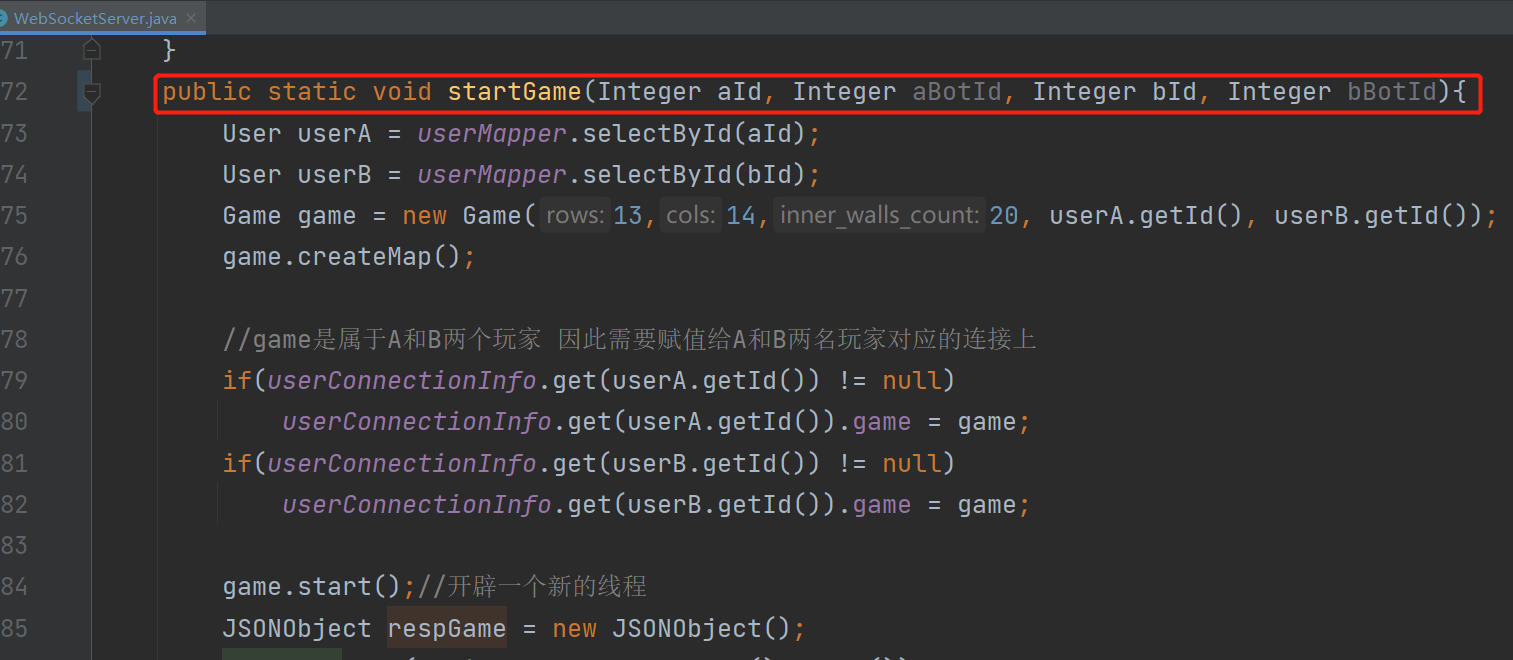 WebSocketServer.java ×
71 }
72 public static void startGame(Integer aId, Integer aBotId, Integer bId, Integer bBotId){
73 User userA = userMapper.selectById(aId);
74 User userB = userMapper.selectById(bId);
75 Game game = new Game( rows: 13, cols: 14, inner_walls_count: 20, userA.getId(), userB.getId());
76 game.createMap();
77
78 //game是属于A和B两个玩家 因此需要赋值给A和B两名玩家对应的连接上
79 if(userConnectionInfo.get(userA.getId()) != null)
80 userConnectionInfo.get(userA.getId()).game = game;
81 if(userConnectionInfo.get(userB.getId()) != null)
82 userConnectionInfo.get(userB.getId()).game = game;
83
84 game.start();//开辟一个新的线程
85 JSONObject respGame = new JSONObject();